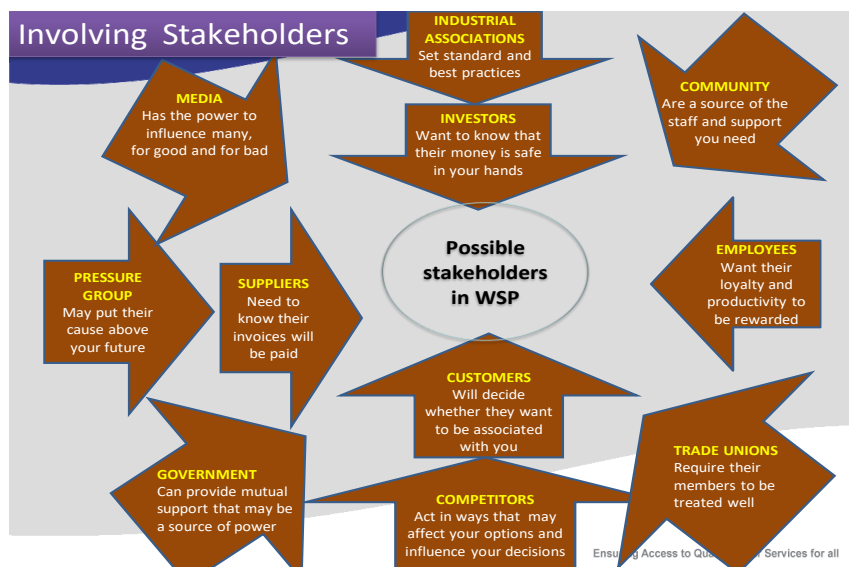 Involving Stakeholders
INDUSTRIAL
ASSOCIATIONS
Set standard and
best practices
MEDIA
Has the power to
influence many,
for good and for bad
INVESTORS
Want to know that
their money is safe
in your hands
COMMUNITY
Are a source of the
staff and support
you need
PRESSURE
GROUP
May put their
cause above
your future
SUPPLIERS
Need to
know their
invoices will
be paid
Possible
stakeholders
in WSP
EMPLOYEES
Want their
loyalty and
productivity to
be rewarded
CUSTOMERS
Will decide
whether they want
to be associated
with you
GOVERNMENT
Can provide mutual
support that may be
a source of power
COMPETITORS
Act in ways that may
affect your options and
influence your decisions
TRADE UNIONS
Require their
members to be
treated well
Access to Services for all